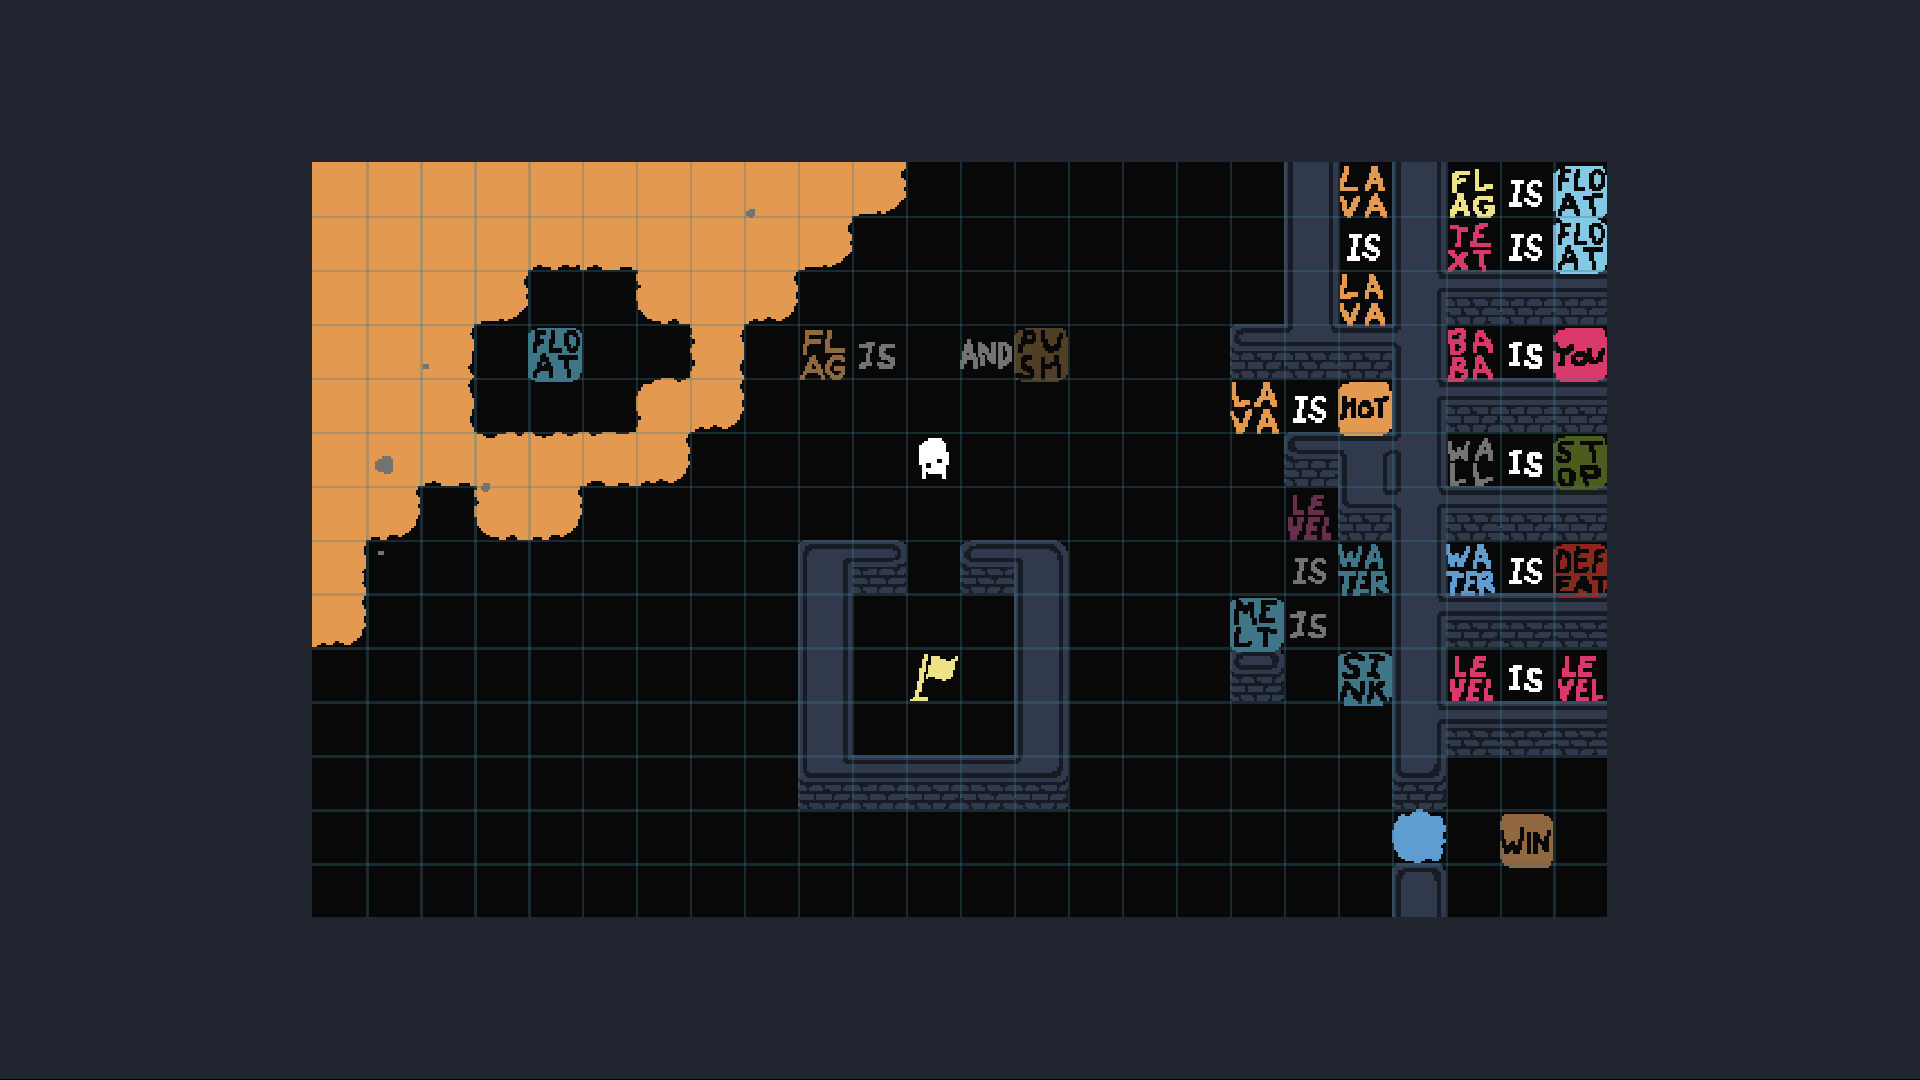 LAVA FLAG IS FLOAT
IS TEXT IS FLOAT
LAVA
FLOAT FLAG IS AND PUSH BABA IS YOU
LAVA IS HOT
WALL IS STOP
LEVEL
IS WATER WATER IS DEFEAT
MELT IS
SINK LEVEL IS LEVEL
WIN